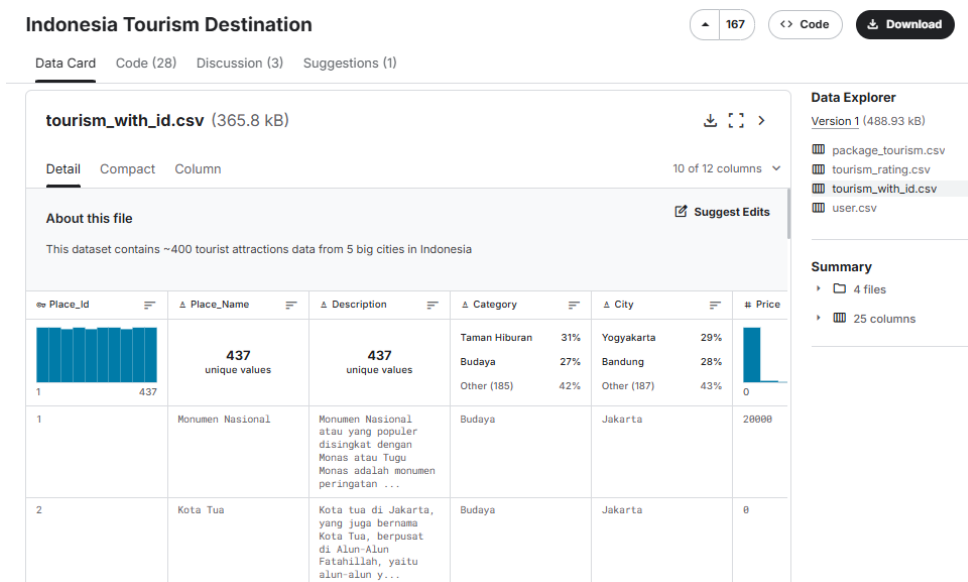 Indonesia Tourism Destination
167
Code
Download
Data Card
Code (28)
Discussion (3)
Suggestions (1)
tourism_with_id.csv (365.8 kB)
Detail
Compact
Column
10 of 12 columns
About this file
Suggest Edits
This dataset contains ~400 tourist attractions data from 5 big cities in Indonesia
Place_Id
Place_Name
Description
Category
City
# Price
1
437
437
unique values
437
unique values
Taman Hiburan 31%
Budaya 27%
Other (185) 42%
Yogyakarta 29%
Bandung 28%
Other (187) 43%
0
1
Monumen Nasional
Monumen Nasional
atau yang populer
disingkat dengan
Monas atau Tugu
Monas adalah monumen
peringatan ...
Budaya
Jakarta
20000
2
Kota Tua
Kota tua di Jakarta,
yang juga bernama
Kota Tua, berpusat
di Alun-Alun
Fatahillah, yaitu
alun-alun y...
Budaya
Jakarta
0
Data Explorer
Version 1 (488.93 kB)
package_tourism.csv
tourism_rating.csv
tourism_with_id.csv
user.csv
Summary
4 files
25 columns